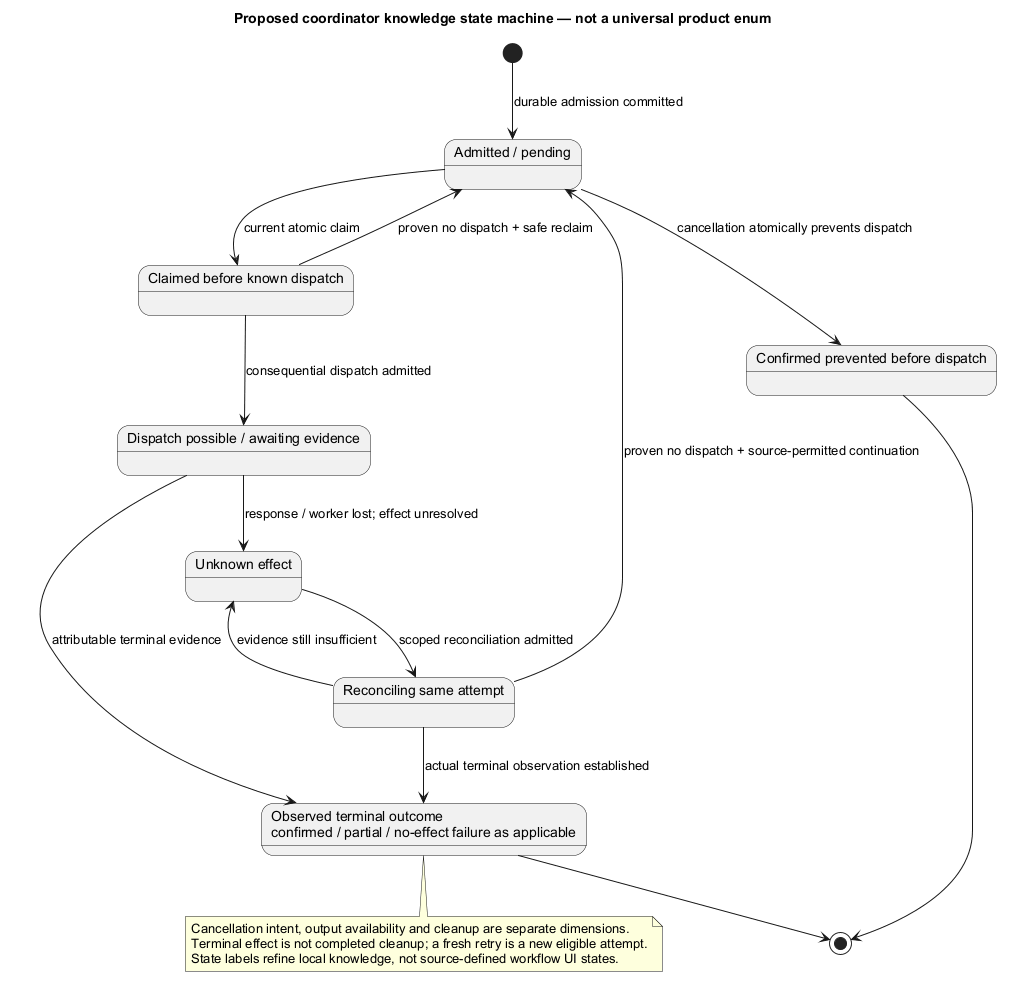 Proposed coordinator knowledge state machine — not a universal product enum
durable admission committed
Admitted / pending
current atomic claim
proven no dispatch + safe reclaim
cancellation atomically prevents dispatch
Claimed before known dispatch
Confirmed prevented before dispatch
consequential dispatch admitted
Dispatch possible / awaiting evidence
proven no dispatch + source-permitted continuation
response / worker lost; effect unresolved
Unknown effect
attributable terminal evidence
evidence still insufficient
scoped reconciliation admitted
Reconciling same attempt
actual terminal observation established
Observed terminal outcome
confirmed / partial / no-effect failure as applicable
Cancellation intent, output availability and cleanup are separate dimensions.
Terminal effect is not completed cleanup; a fresh retry is a new eligible attempt.
State labels refine local knowledge, not source-defined workflow UI states.